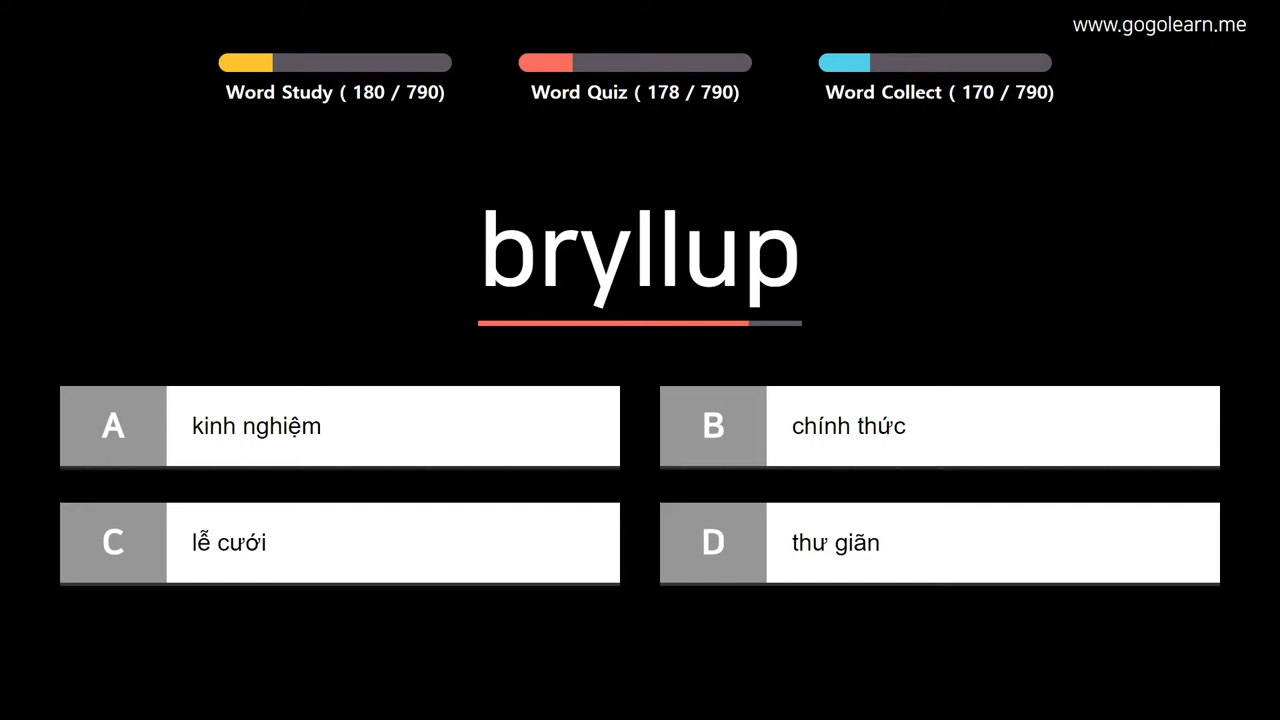 www.gogolearn.me
Word Study ( 180 / 790)
Word Quiz ( 178 / 790)
Word Collect ( 170 / 790)
bryllup
A kinh nghiệm
B chính thức
C lễ cưới
D thư giãn